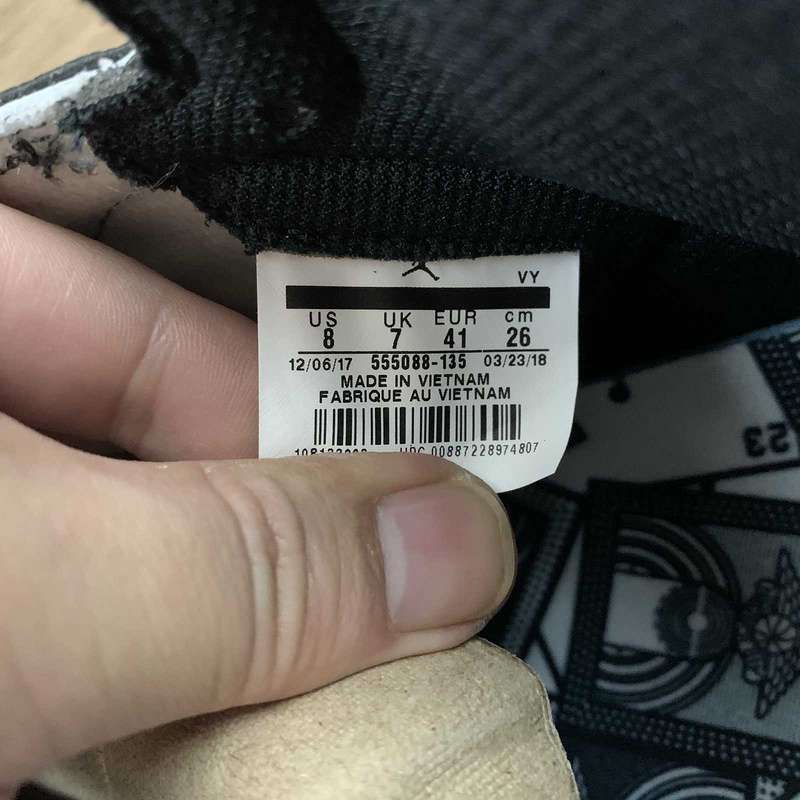 VY
US UK EUR cm
8 7 41 26
12/06/17 555088-135 03/23/18
MADE IN VIETNAM
FABRIQUE AU VIETNAM
UPC 00887228974807
23